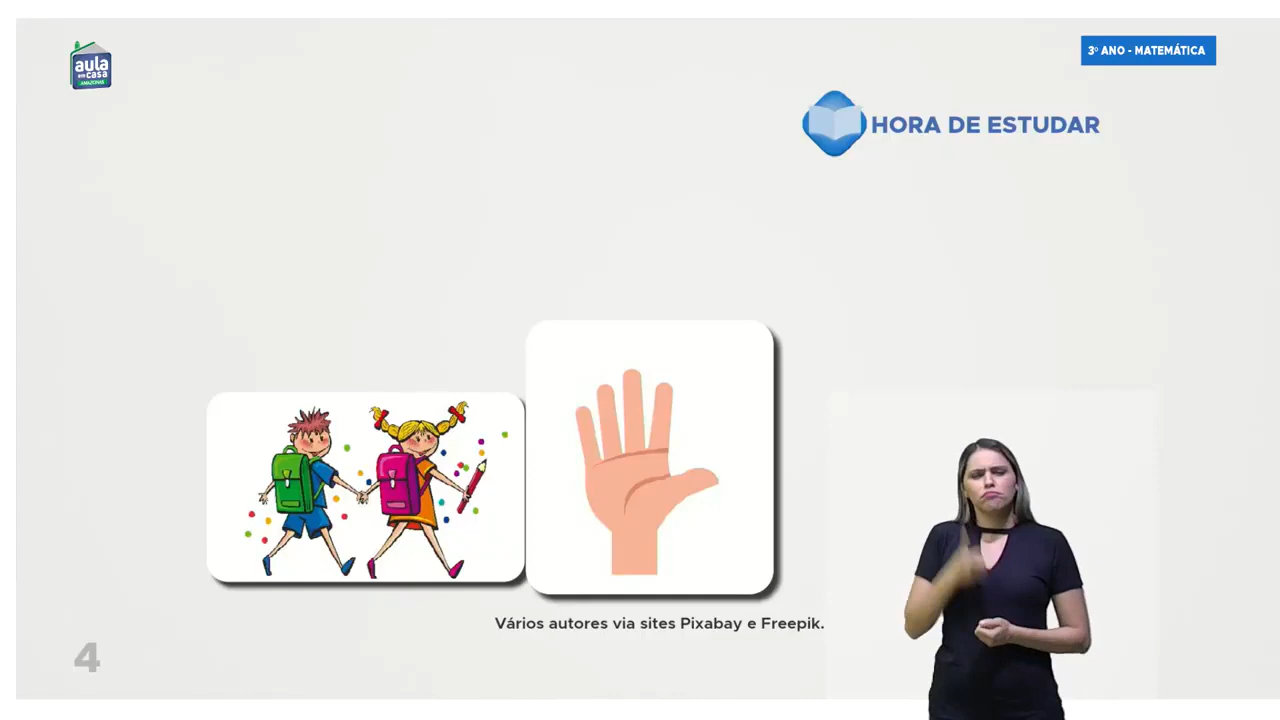 aula
em casa
AMAZONAS
3º ANO - MATEMÁTICA
HORA DE ESTUDAR
Vários autores via sites Pixabay e Freepik.
4